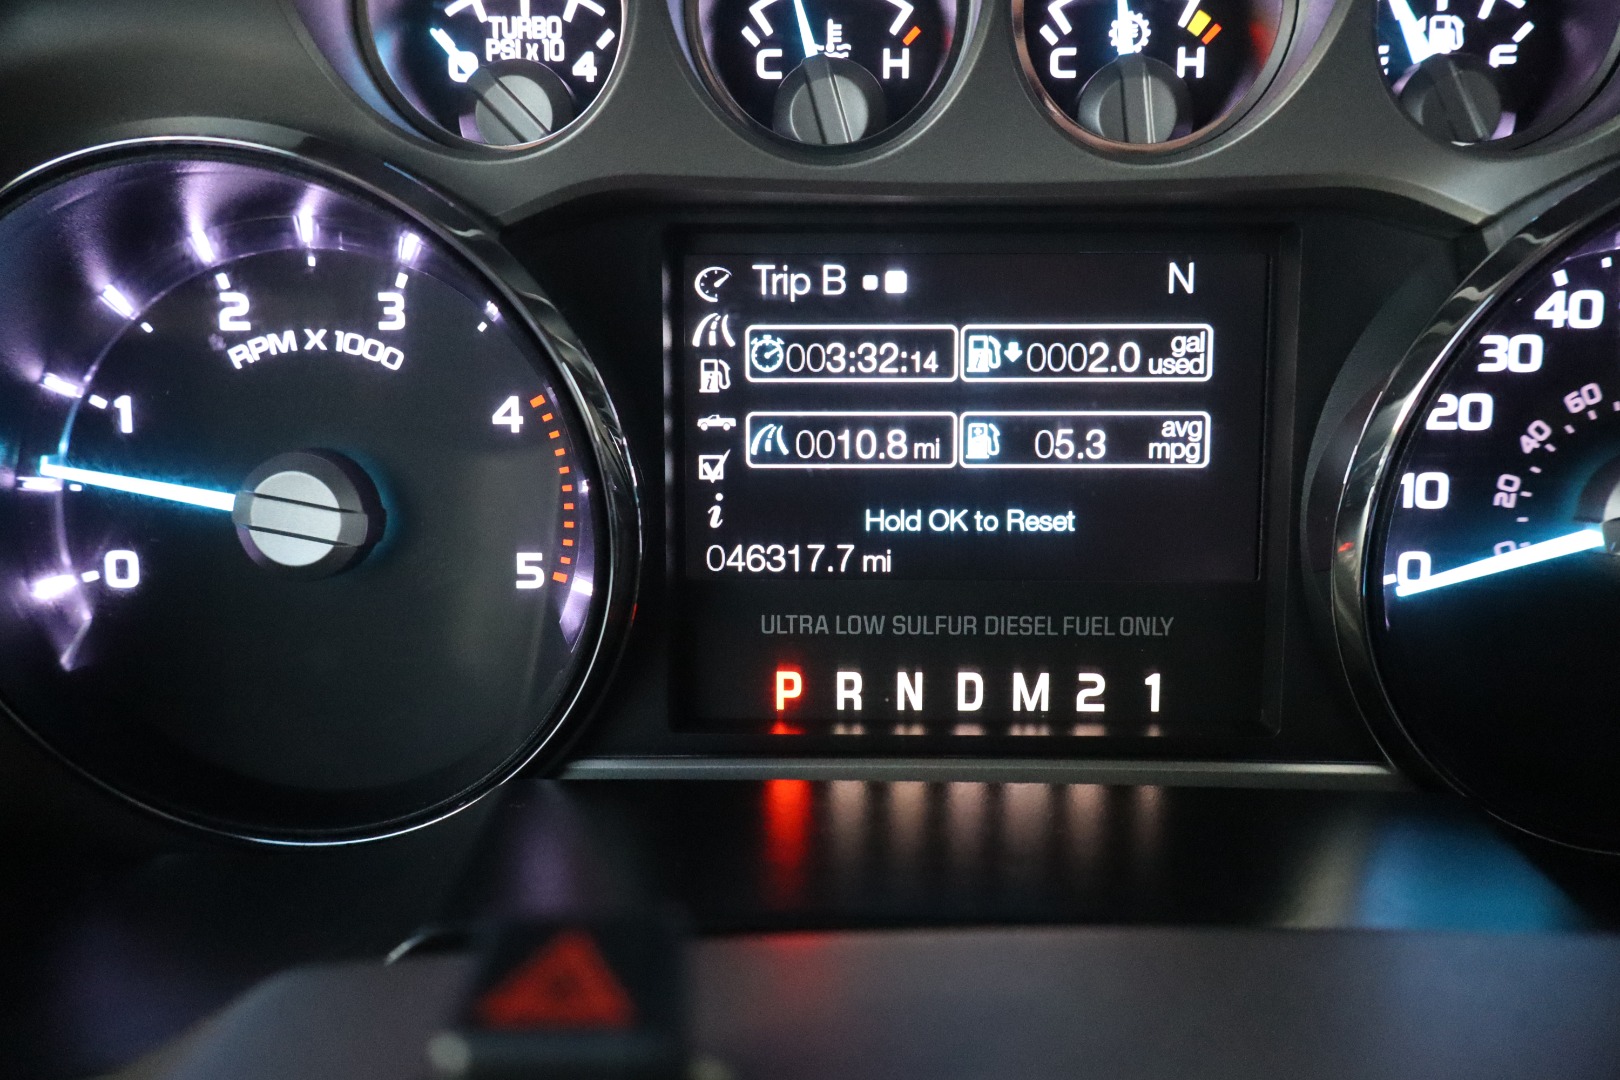 TURBO
PSI x 10
0 4
C H
C H
E F
2 3
RPM X 1000
1 4
0 5
Trip B N
003:32:14
0002.0 gal used
0010.8 mi
05.3 avg mpg
Hold OK to Reset
046317.7 mi
ULTRA LOW SULFUR DIESEL FUEL ONLY
P R N D M 2 1
40
30
20
10
0
60
40
20
0